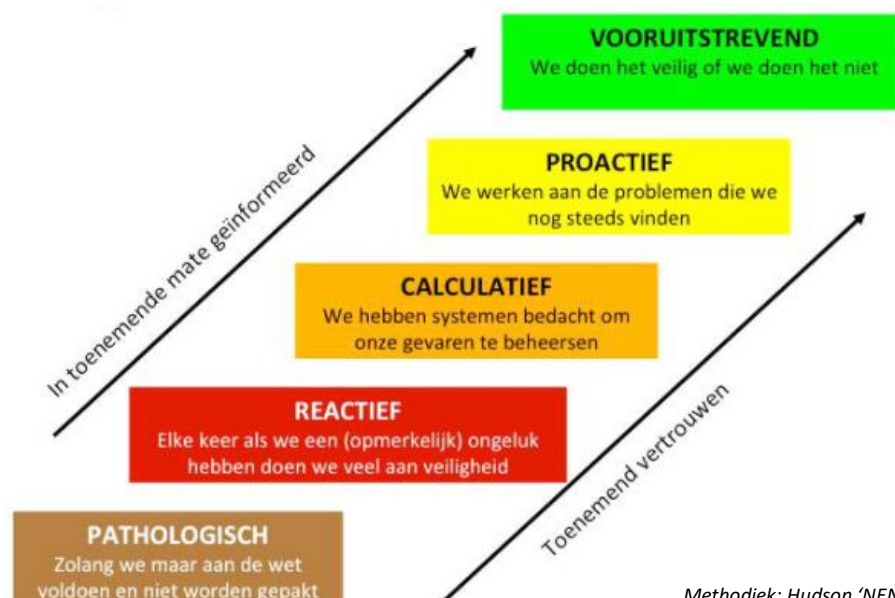 VOORUITSTREVEND
We doen het veilig of we doen het niet
PROACTIEF
We werken aan de problemen die we
nog steeds vinden
In toenemende mate geïnformeerd
CALCULATIEF
We hebben systemen bedacht om
onze gevaren te beheersen
REACTIEF
Elke keer als we een (opmerkelijk) ongeluk
hebben doen we veel aan veiligheid
Toenemend vertrouwen
PATHOLOGISCH
Zolang we maar aan de wet
voldoen en niet worden gepakt
Methodiek: Hudson